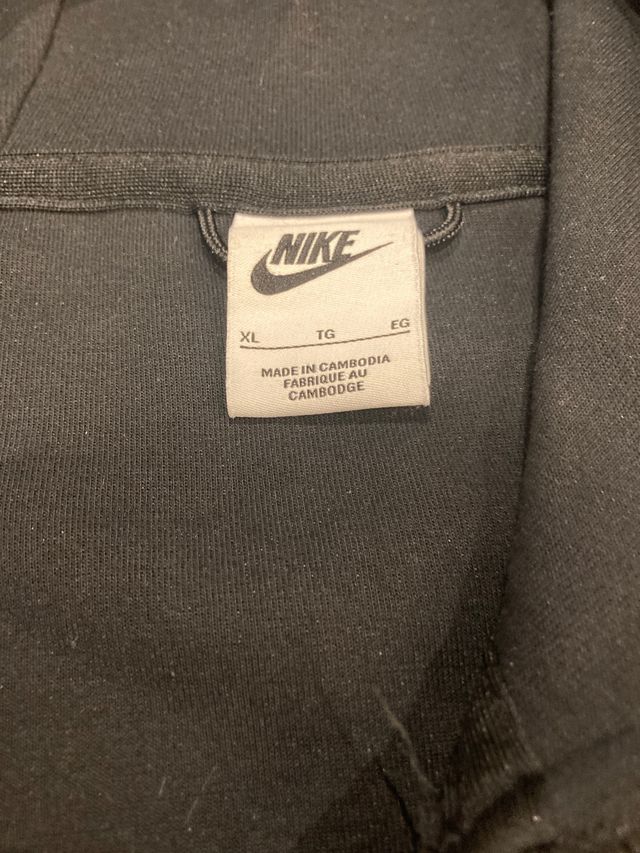 NIKE
XL TG EG
MADE IN CAMBODIA
FABRIQUE AU
CAMBODGE